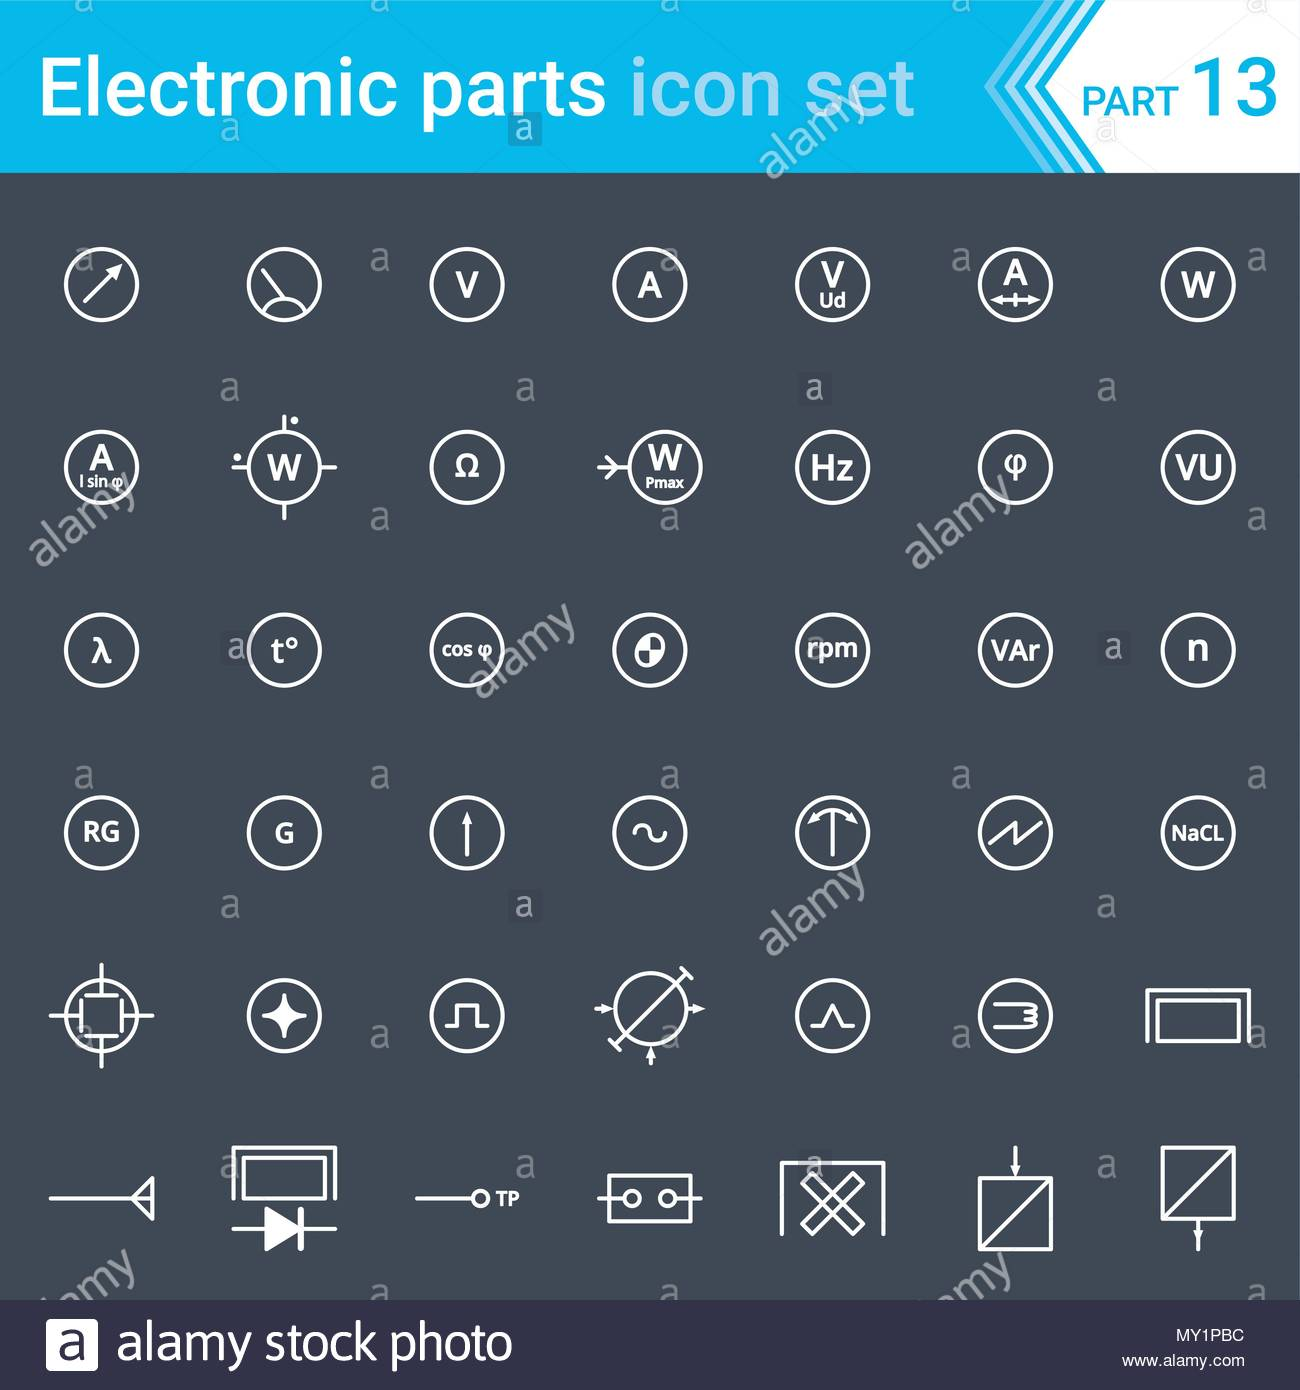 Electronic parts icon set
PART 13
V A V A W
Ud
A W Ω W Hz φ VU
I sin φ Pmax
λ t° cos φ rpm VAr n
RG G NaCL
TP
a alamy stock photo
MY1PBC
www.alamy.com